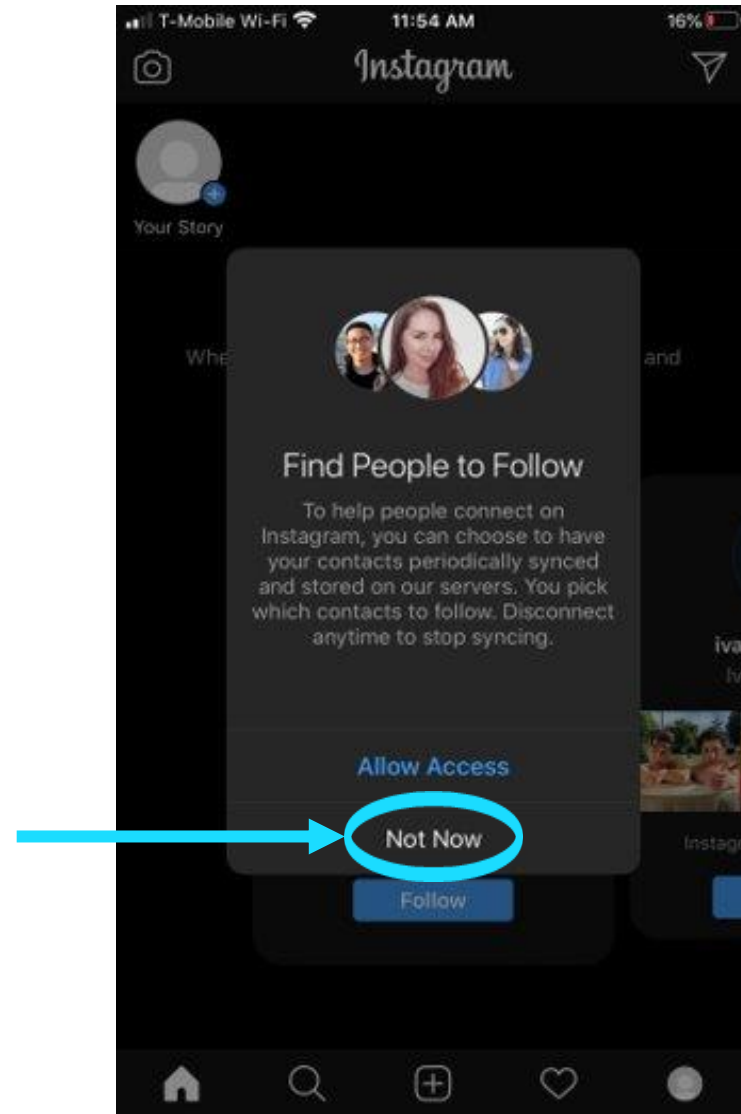 T-Mobile Wi-Fi 11:54 AM 16%
Instagram
Your Story
and
Find People to Follow
To help people connect on
Instagram, you can choose to have
your contacts periodically synced
and stored on our servers. You pick
which contacts to follow. Disconnect
anytime to stop syncing.
Allow Access
Not Now
Follow